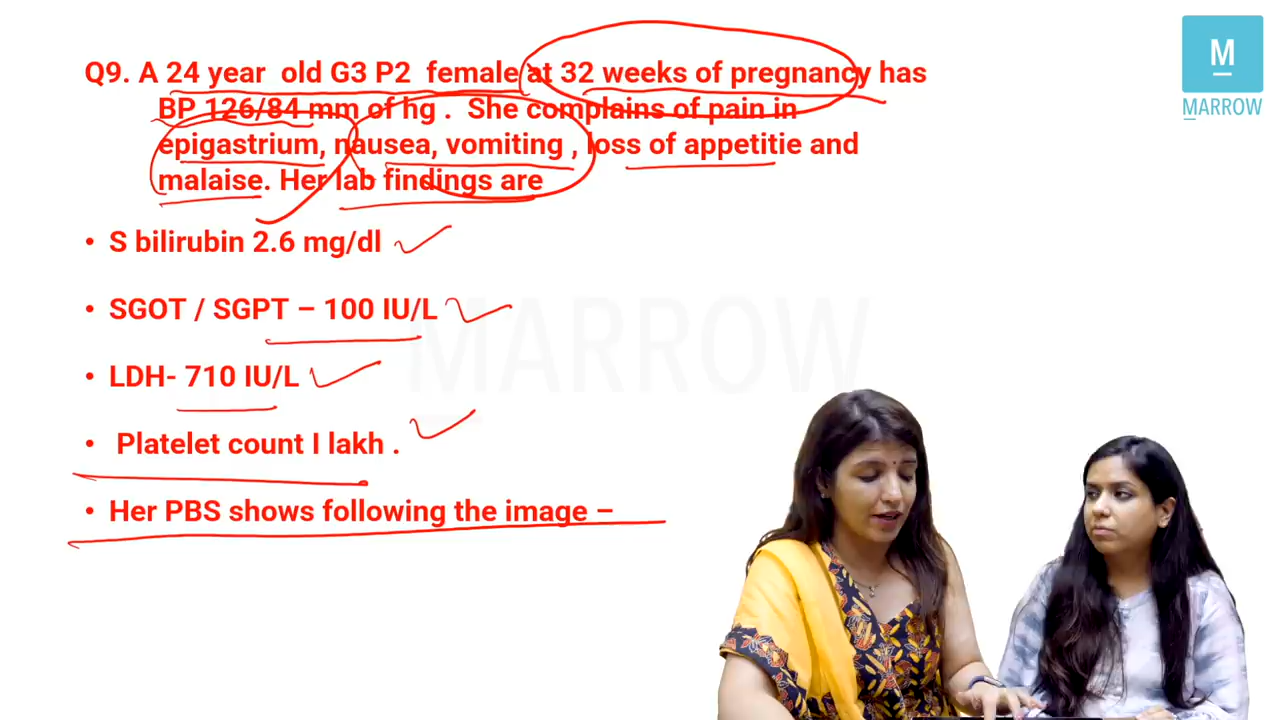 Q9. A 24 year old G3 P2 female at 32 weeks of pregnancy has
BP 126/84 mm of hg . She complains of pain in
epigastrium, nausea, vomiting , loss of appetitie and
malaise. Her lab findings are
• S bilirubin 2.6 mg/dl
• SGOT / SGPT – 100 IU/L
• LDH- 710 IU/L
• Platelet count I lakh .
• Her PBS shows following the image –
M
MARROW
MARROW